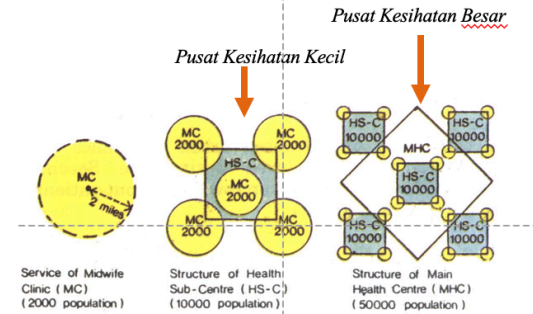 Pusat Kesihatan Besar
Pusat Kesihatan Kecil
MC
2 miles
MC
2000
MC
2000
HS-C
MC
2000
MC
2000
MC
2000
HS-C
10000
HS-C
10000
MHC
HS-C
10000
HS-C
10000
HS-C
10000
Service of Midwife
Clinic (MC)
(2000 population)
Structure of Health
Sub-Centre (HS-C)
(10000 population)
Structure of Main
Health Centre (MHC)
(50000 population)